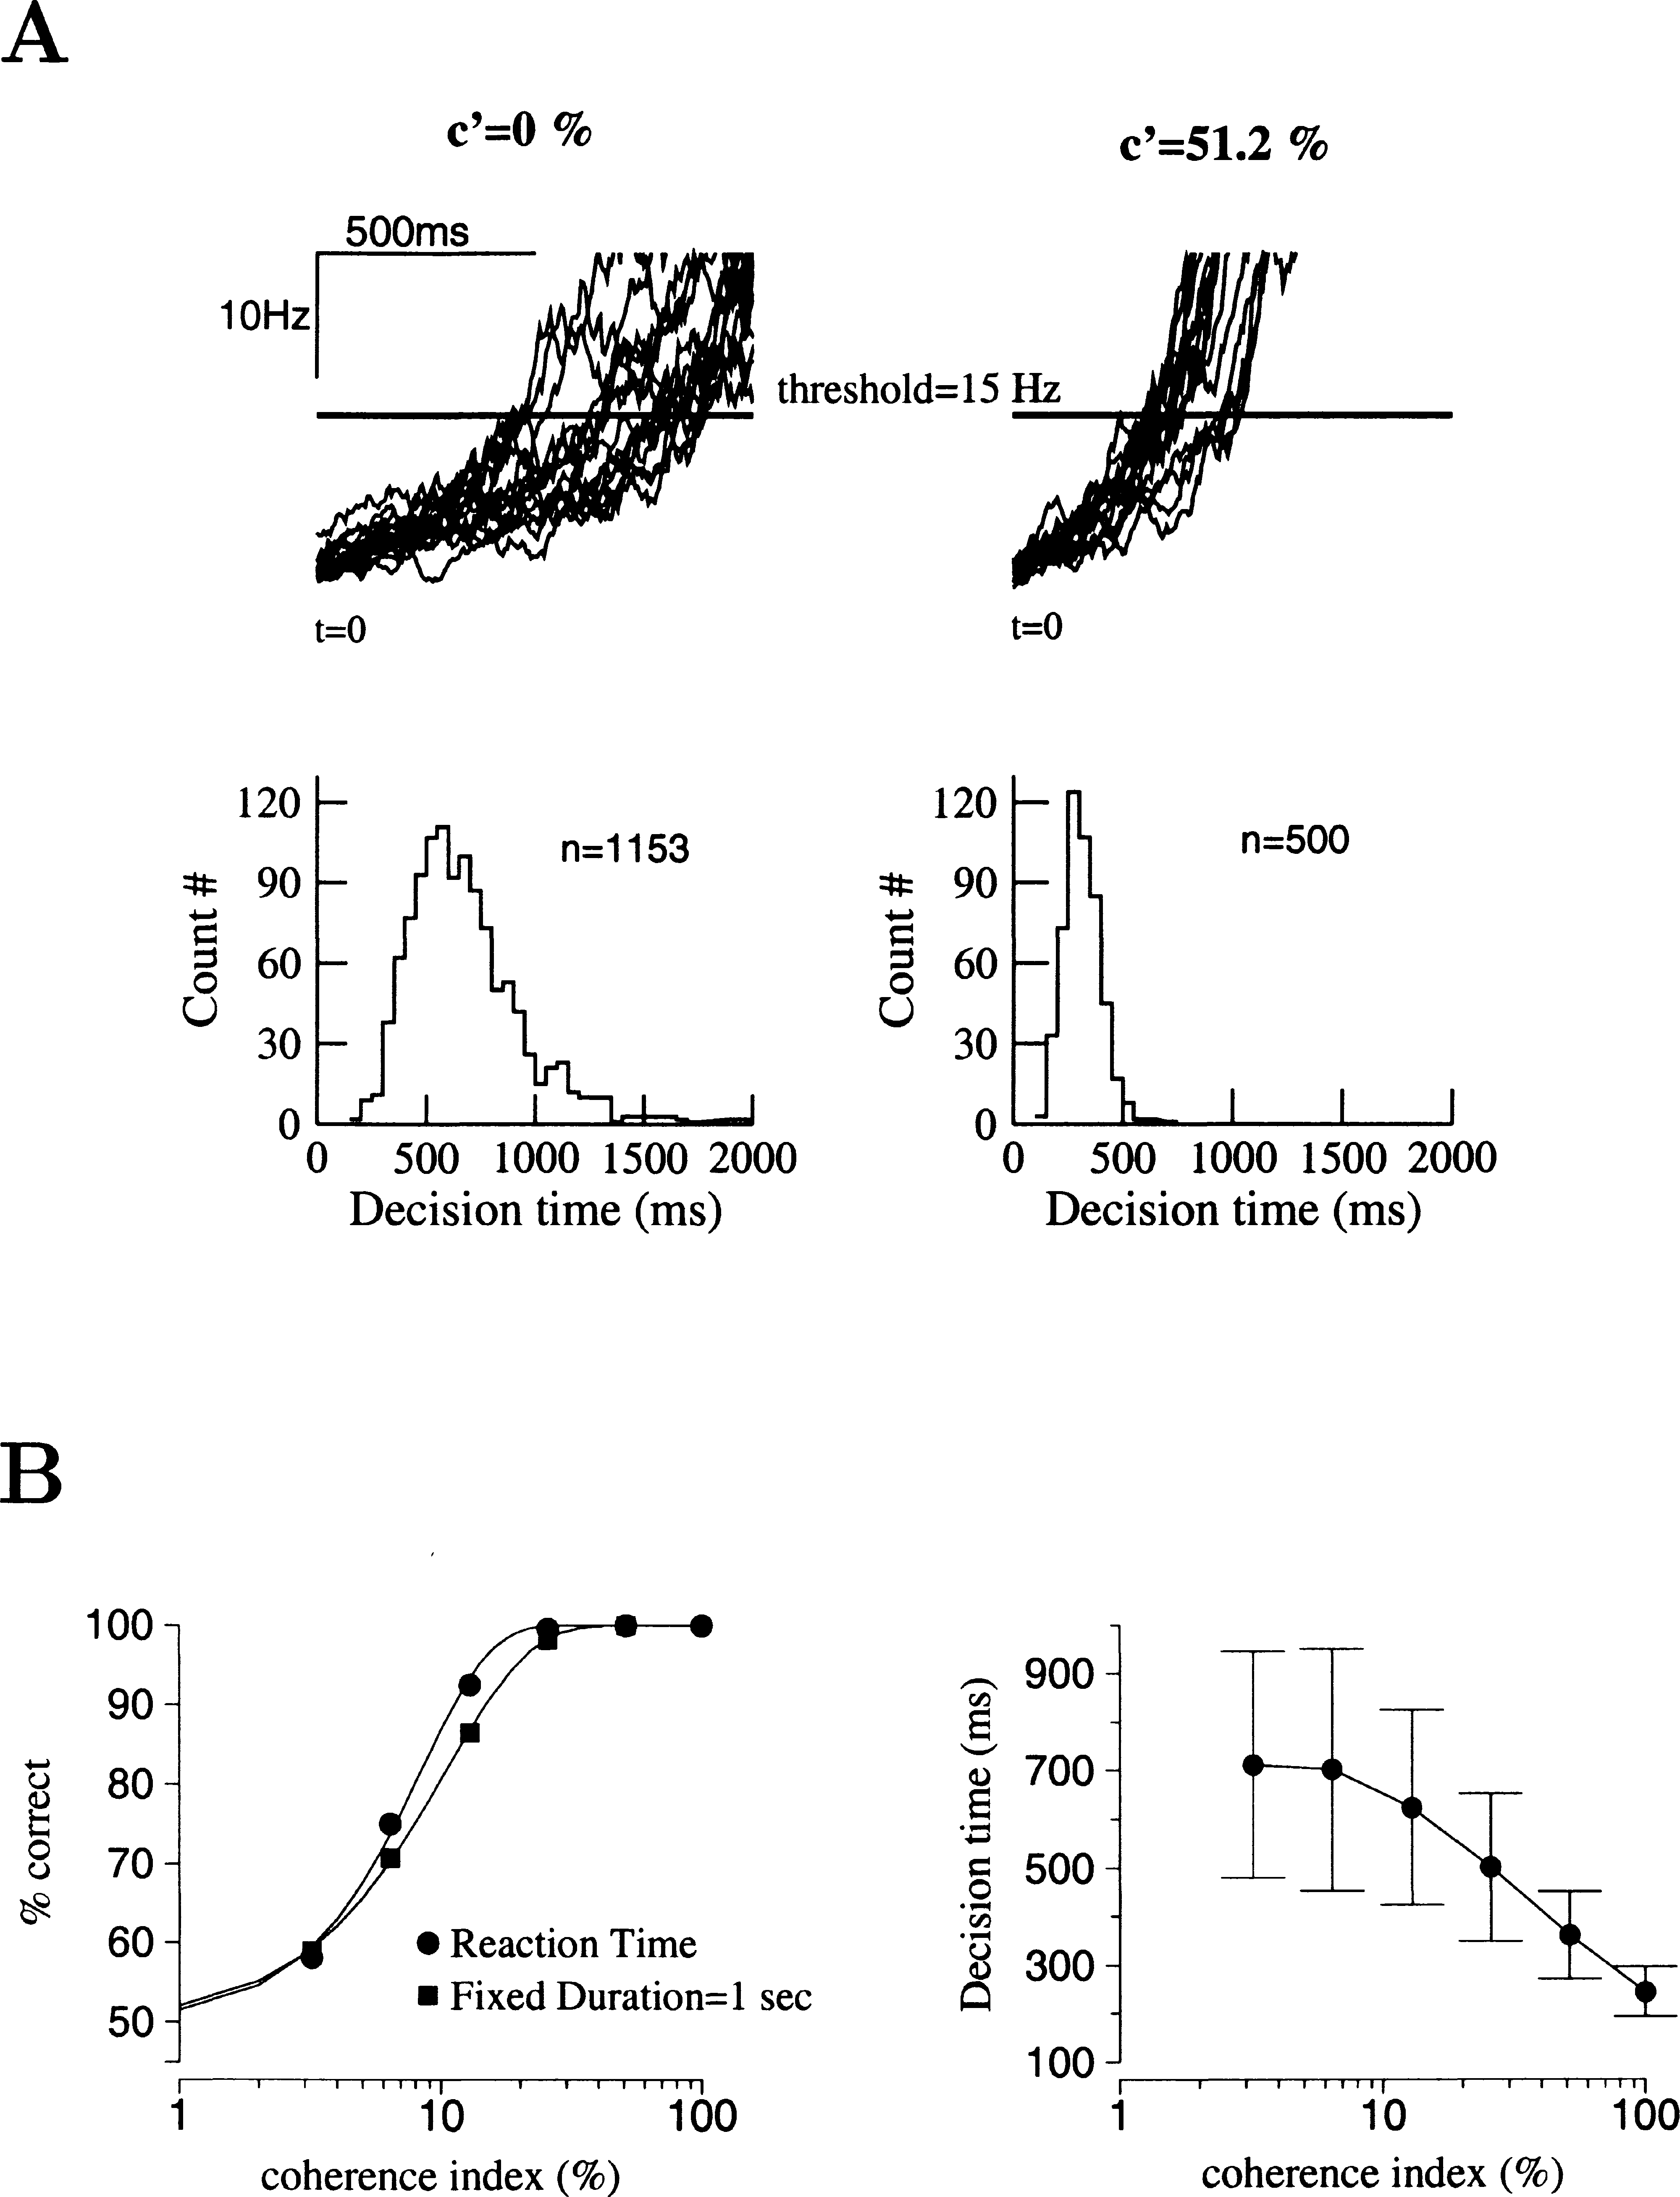 A
c'=0 %
c'=51.2 %
500ms
10Hz
threshold=15 Hz
t=0
t=0
120
90
60
30
0
Count #
n=1153
0 500 1000 1500 2000
Decision time (ms)
120
90
60
30
0
Count #
n=500
0 500 1000 1500 2000
Decision time (ms)
B
100
90
80
70
60
50
% correct
Reaction Time
Fixed Duration=1 sec
1 10 100
coherence index (%)
900
700
500
300
100
Decision time (ms)
1 10 100
coherence index (%)